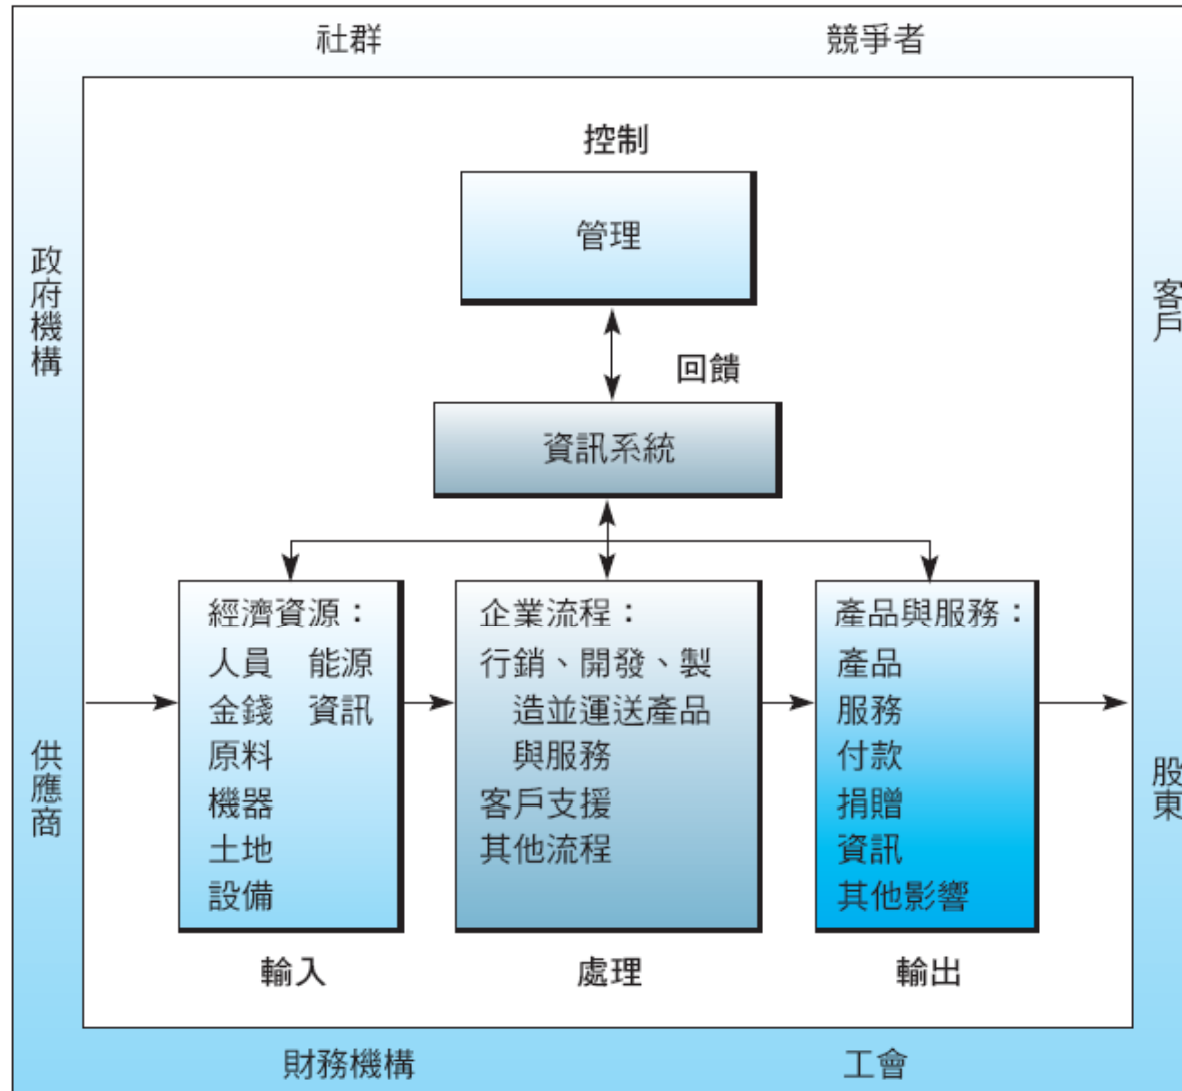 社群
競爭者
控制
管理
政府機構
客戶
回饋
資訊系統
經濟資源：
人員 能源
金錢 資訊
原料
機器
土地
設備
企業流程：
行銷、開發、製
造並運送產品
與服務
客戶支援
其他流程
產品與服務：
產品
服務
付款
捐贈
資訊
其他影響
供應商
股東
輸入
處理
輸出
財務機構
工會